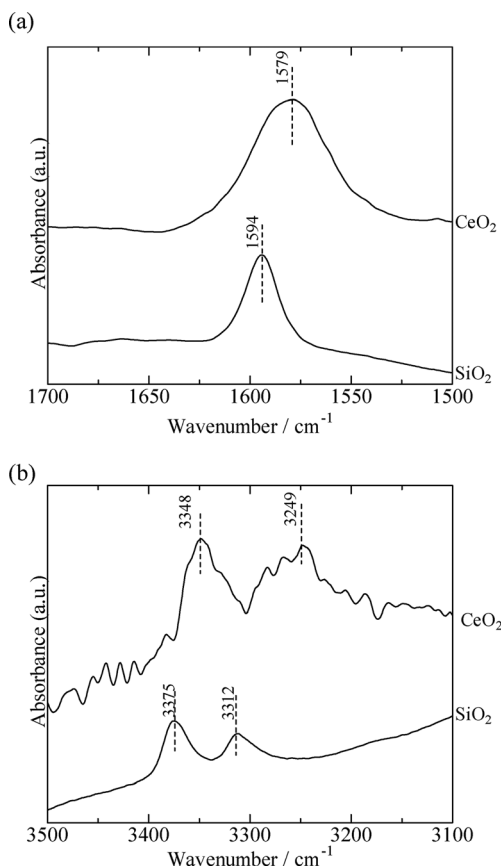 (a)
1579
CeO₂
1594
SiO₂
Absorbance (a.u.)
1700 1650 1600 1550 1500
Wavenumber / cm⁻¹
(b)
3348
3249
CeO₂
3375
3312
SiO₂
Absorbance (a.u.)
3500 3400 3300 3200 3100
Wavenumber / cm⁻¹